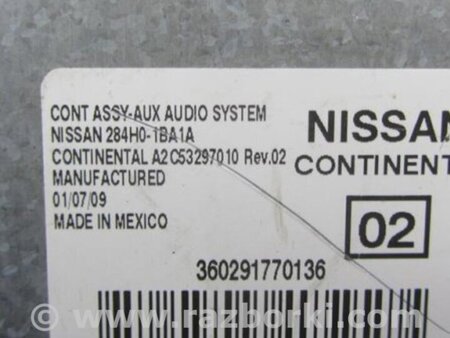 CONT ASSY-AUX AUDIO SYSTEM
NISSAN 284H0-1BA1A
CONTINENTAL A2C53297010 Rev.02
MANUFACTURED
01/07/09
MADE IN MEXICO
NISSAN
CONTINENT
02
360291770136
www.razborki.com